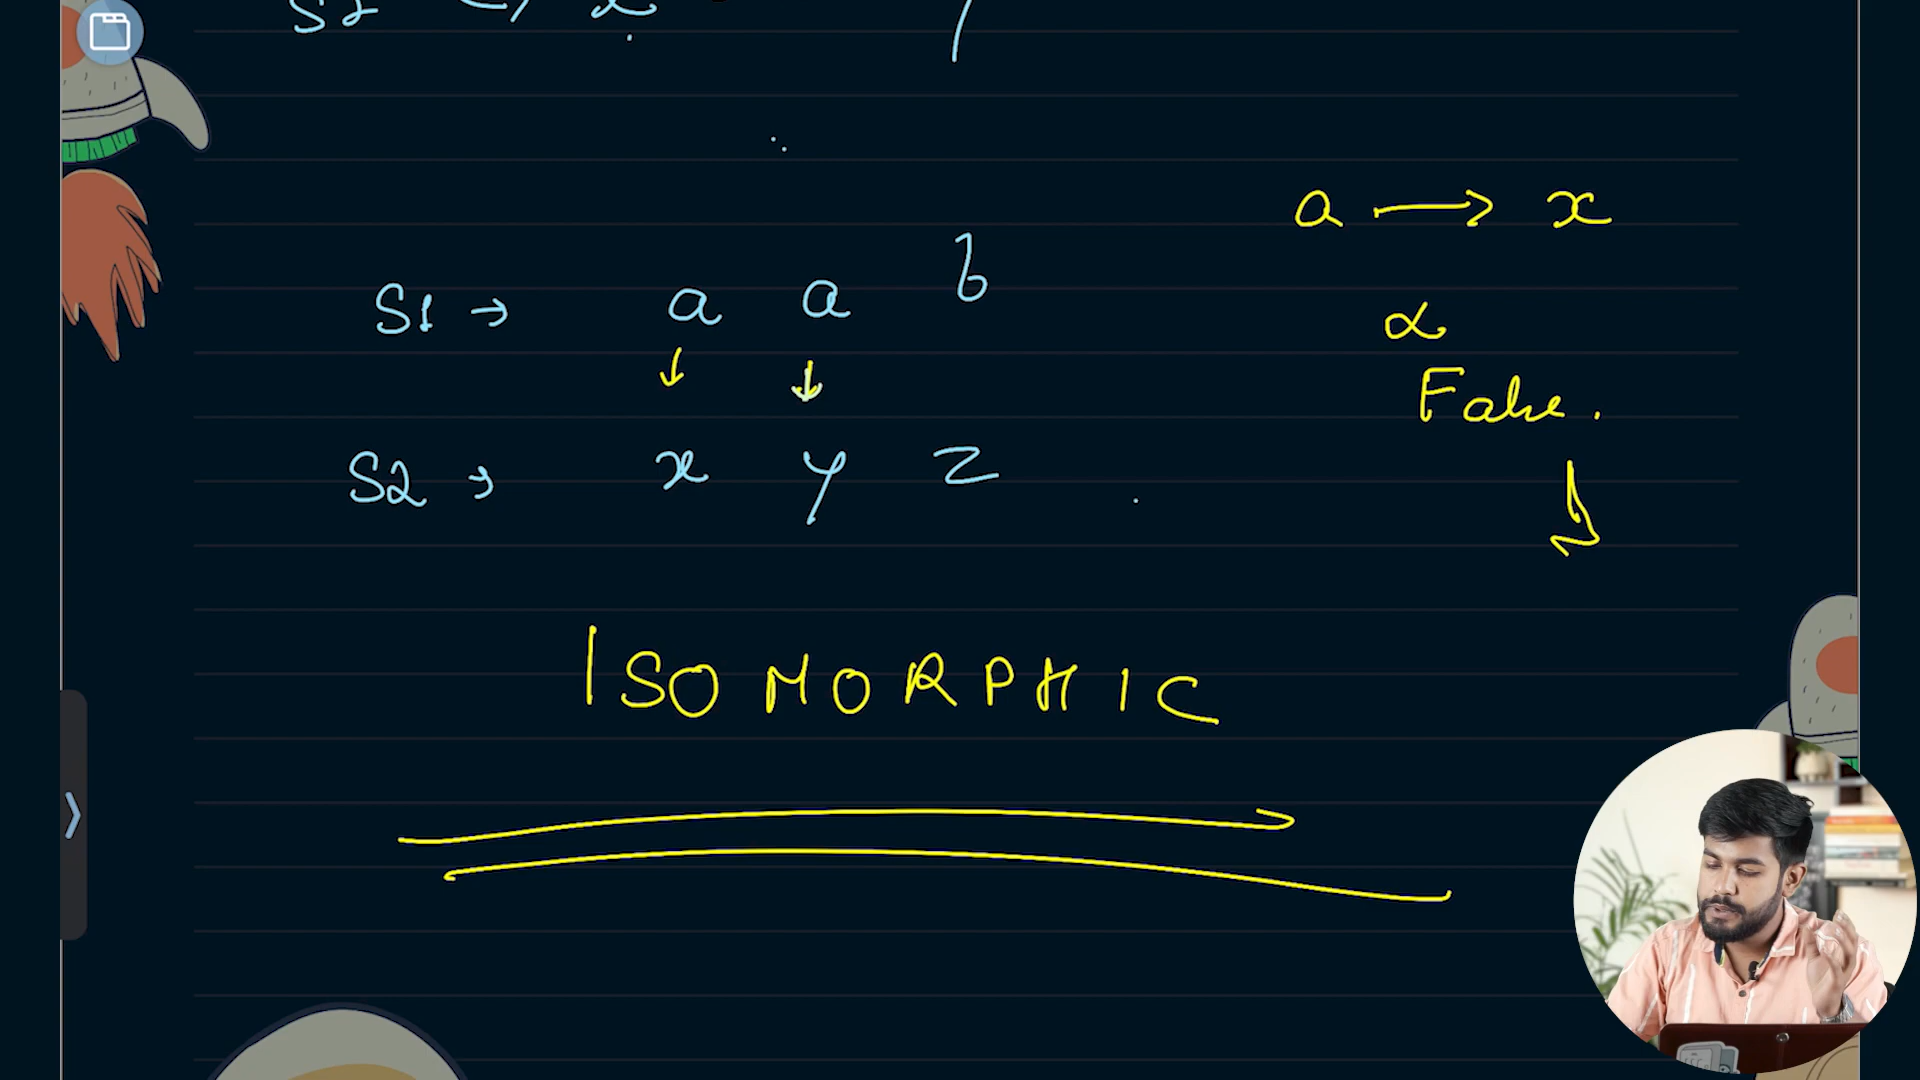 a → x
S1 → a a b
α
False.
S2 → x y z
ISOMORPHIC